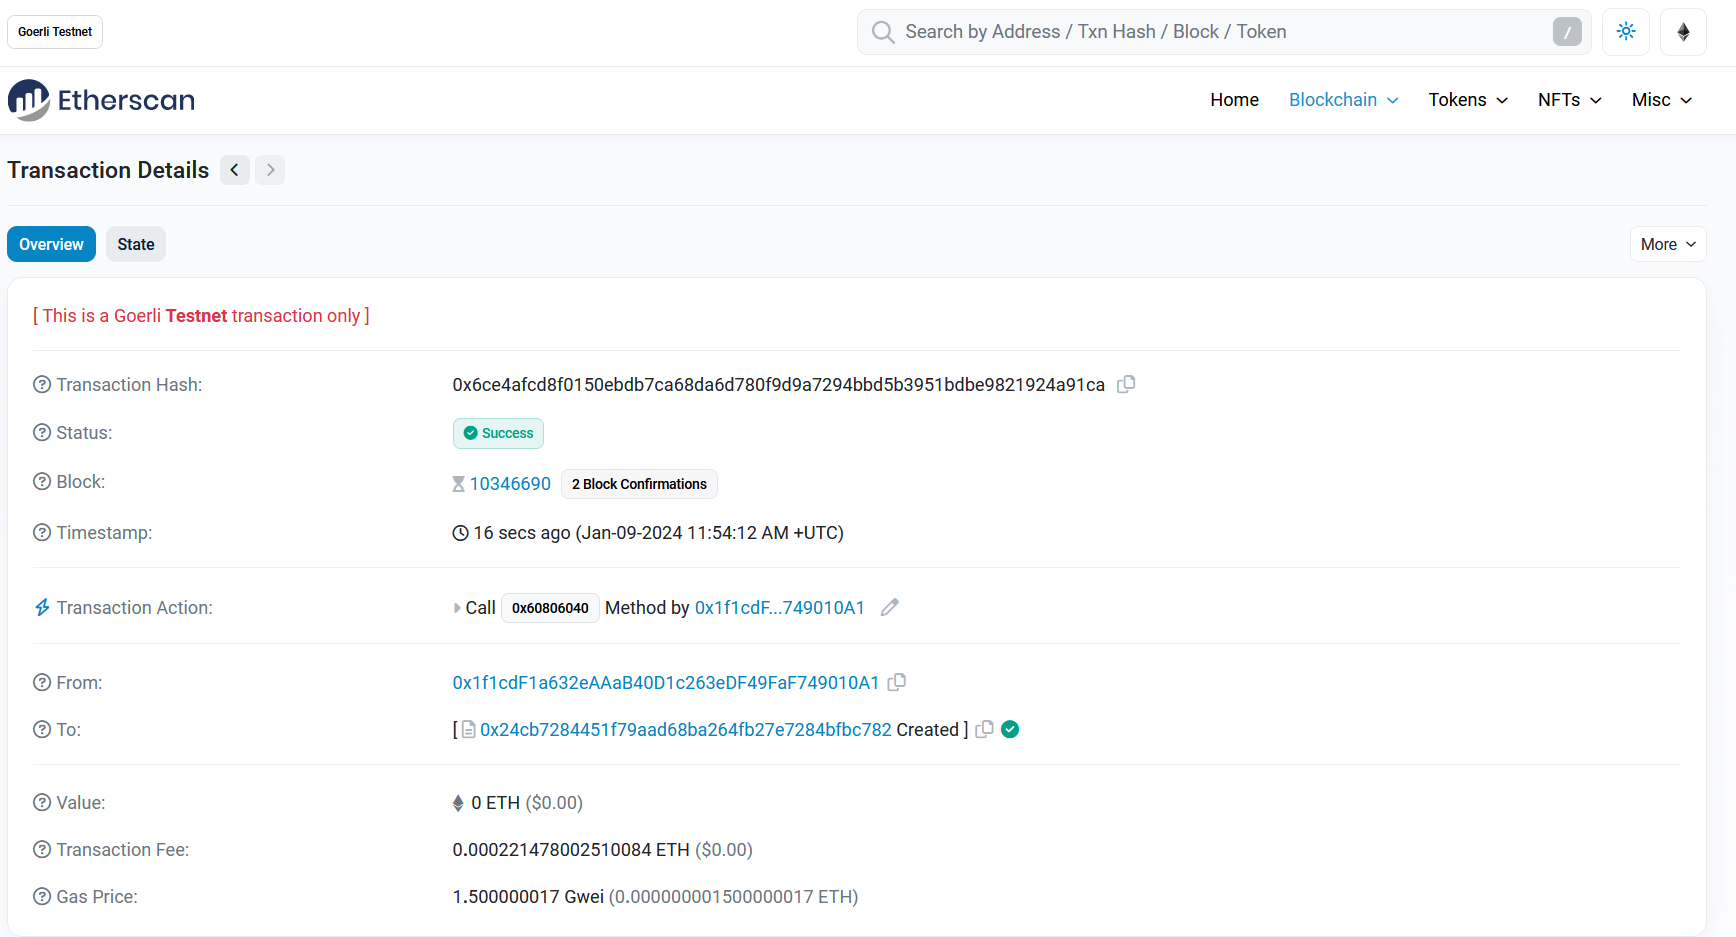 Goerli Testnet
Search by Address / Txn Hash / Block / Token
/
Etherscan
Home Blockchain Tokens NFTs Misc
Transaction Details
Overview State More
[ This is a Goerli Testnet transaction only ]
Transaction Hash: 0x6ce4afcd8f0150ebdb7ca68da6d780f9d9a7294bbd5b3951bdbe9821924a91ca
Status: Success
Block: 10346690 2 Block Confirmations
Timestamp: 16 secs ago (Jan-09-2024 11:54:12 AM +UTC)
Transaction Action: Call 0x60806040 Method by 0x1f1cdF...749010A1
From: 0x1f1cdF1a632eAAaB40D1c263eDF49FaF749010A1
To: [ 0x24cb7284451f79aad68ba264fb27e7284bfbc782 Created ]
Value: 0 ETH ($0.00)
Transaction Fee: 0.000221478002510084 ETH ($0.00)
Gas Price: 1.500000017 Gwei (0.000000001500000017 ETH)